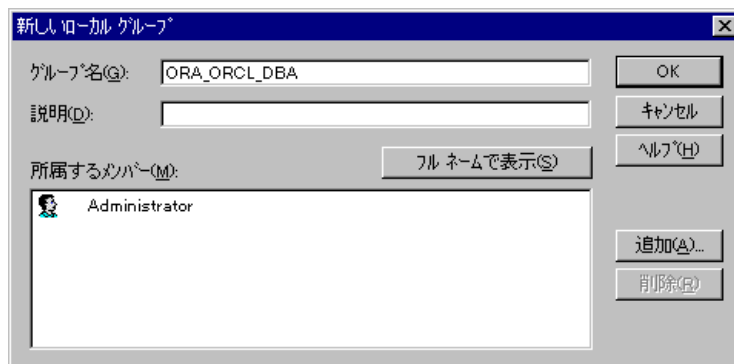 新しいローカル グループ
グループ名(G):
ORA_ORCL_DBA
OK
説明(D):
キャンセル
ヘルプ(H)
所属するメンバー(M):
フル ネームで表示(S)
Administrator
追加(A)...
削除(R)